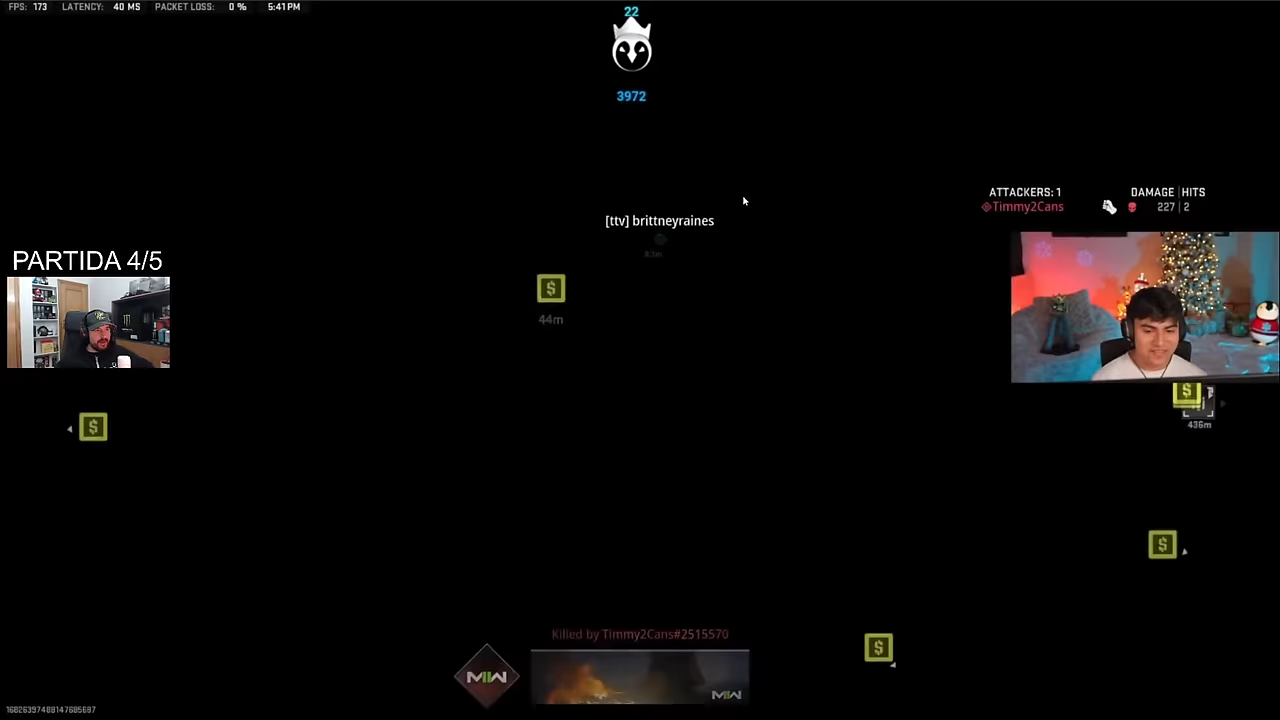 FPS: 173 LATENCY: 40 MS PACKET LOSS: 0 % 5:41 PM
22
3972
ATTACKERS: 1 DAMAGE | HITS
Timmy2Cans 227 | 2
[ttv] brittneyraines
PARTIDA 4/5
$
44m
$
$
436m
$
Killed by Timmy2Cans#2515570
$
MW
MW